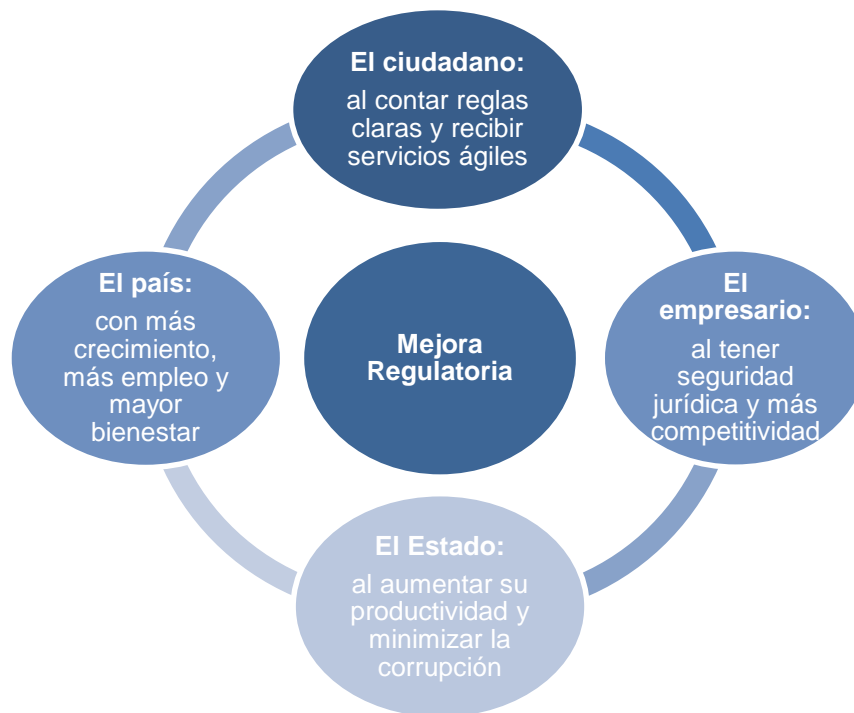 El ciudadano:
al contar reglas
claras y recibir
servicios ágiles
El país:
con más
crecimiento,
más empleo y
mayor
bienestar
Mejora
Regulatoria
El
empresario:
al tener
seguridad
jurídica y más
competitividad
El Estado:
al aumentar su
productividad y
minimizar la
corrupción